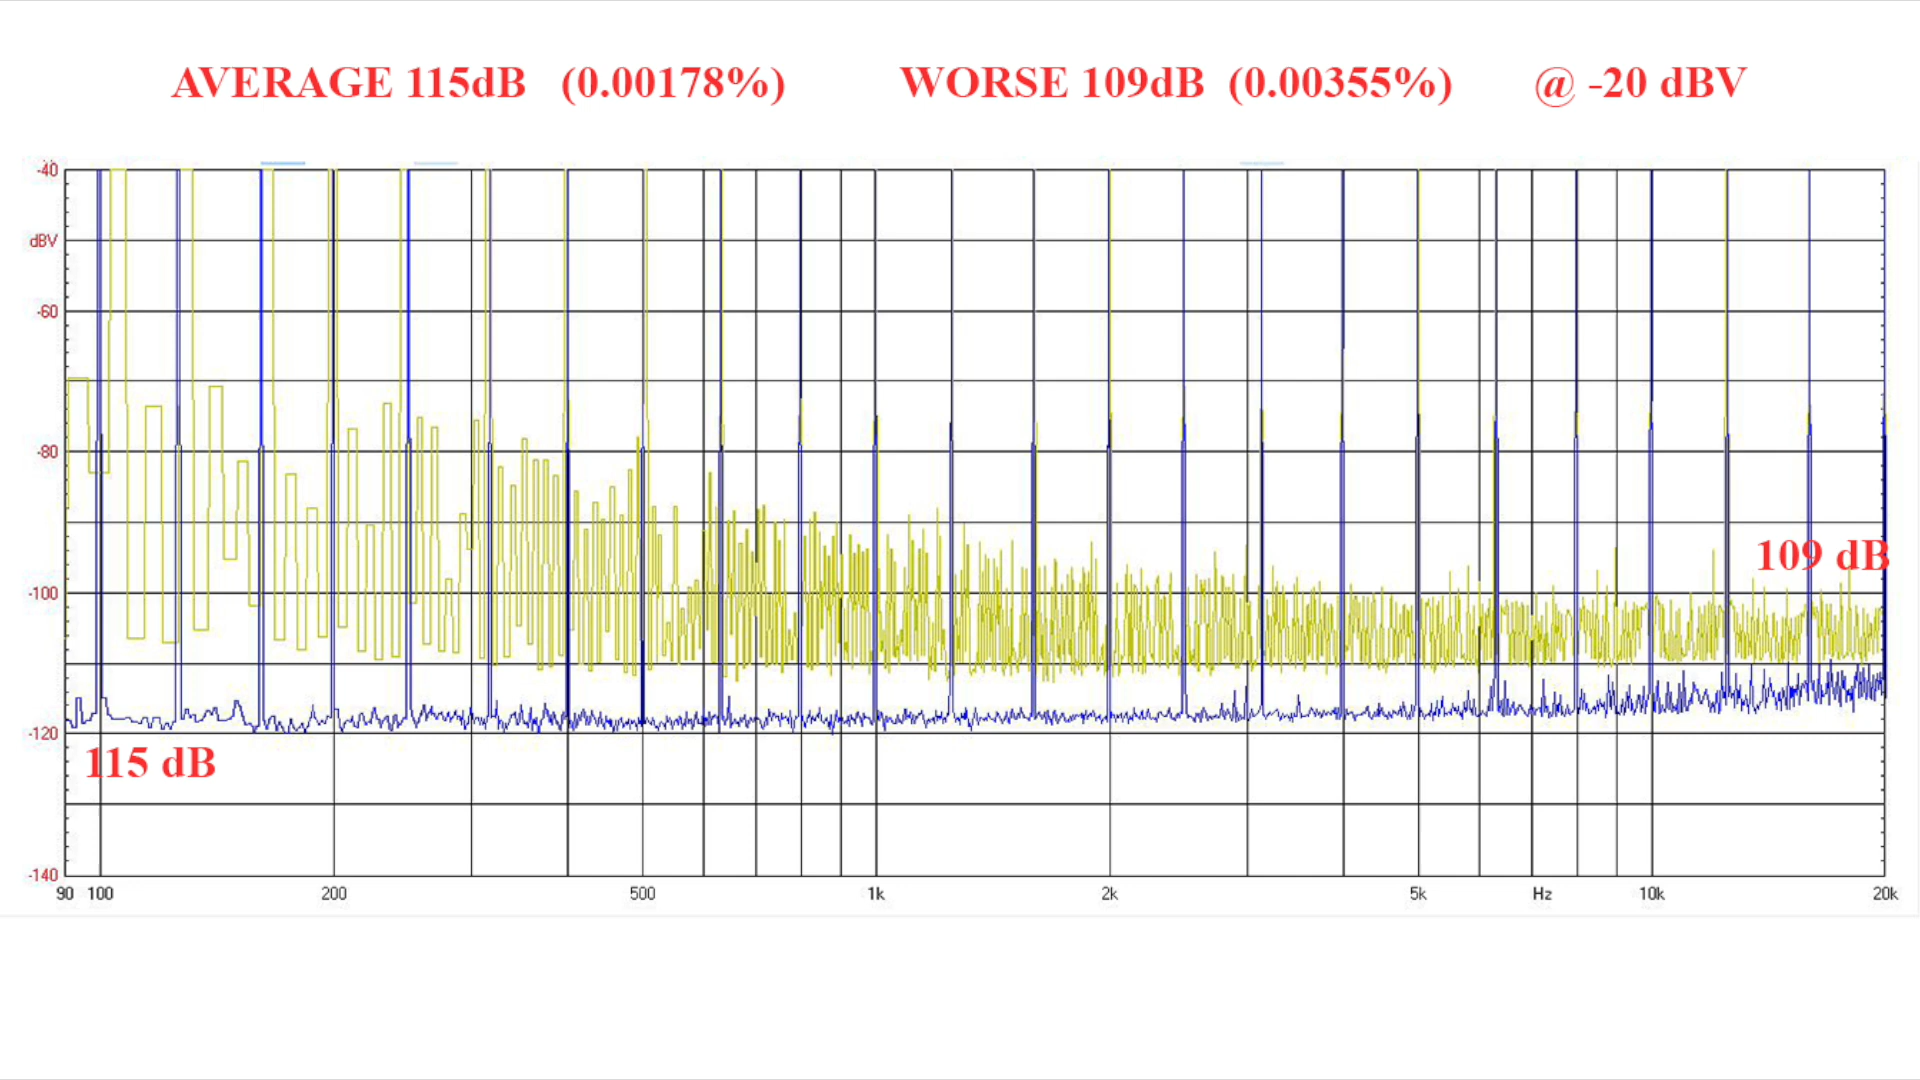 AVERAGE 115dB (0.00178%) WORSE 109dB (0.00355%) @ -20 dBV
-40
dBV
-60
-80
109 dB
-100
-120
115 dB
-140
90 100 200 500 1k 2k 5k Hz 10k 20k